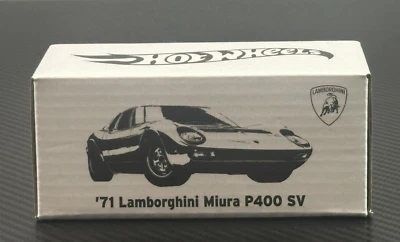 HOT WHEELS
LAMBORGHINI
'71 Lamborghini Miura P400 SV